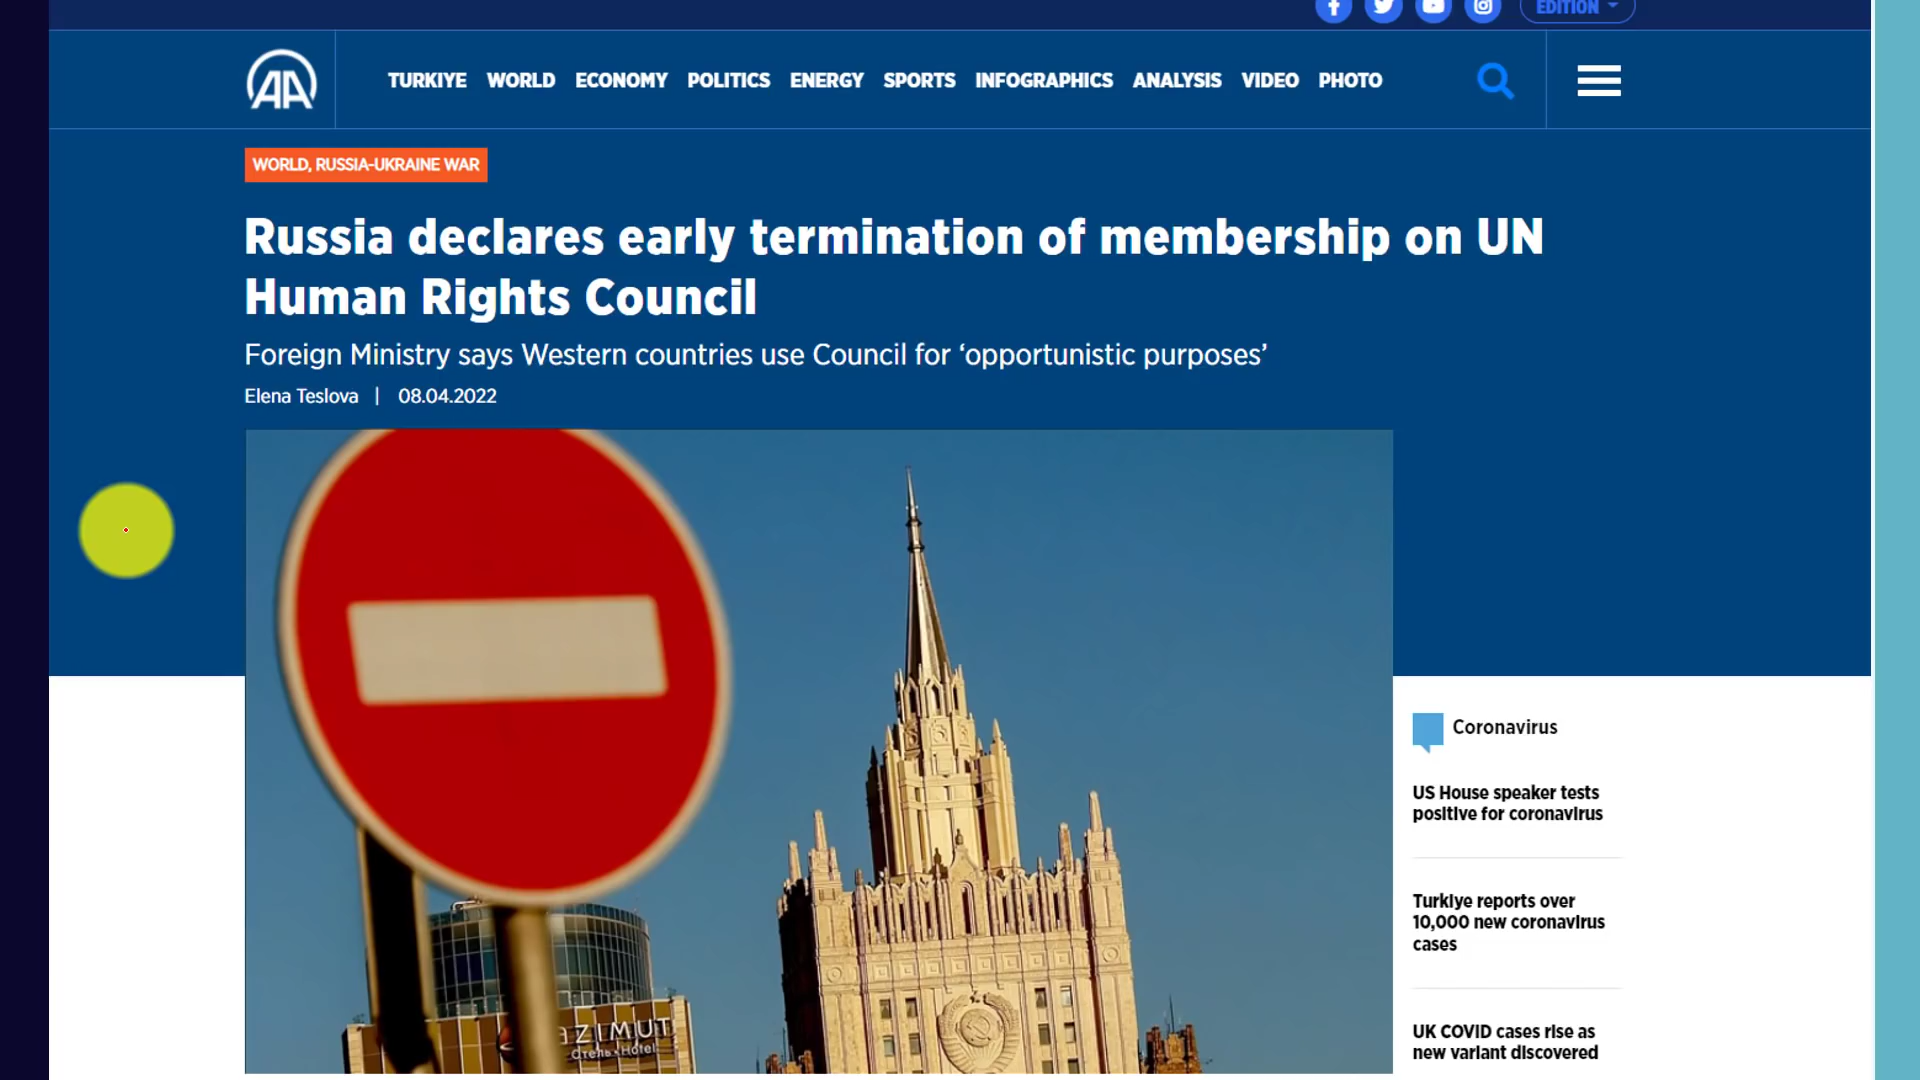 EDITION
AA
TURKIYE WORLD ECONOMY POLITICS ENERGY SPORTS INFOGRAPHICS ANALYSIS VIDEO PHOTO
WORLD, RUSSIA-UKRAINE WAR
Russia declares early termination of membership on UN
Human Rights Council
Foreign Ministry says Western countries use Council for ‘opportunistic purposes’
Elena Teslova | 08.04.2022
Coronavirus
US House speaker tests
positive for coronavirus
Turkiye reports over
10,000 new coronavirus
cases
UK COVID cases rise as
new variant discovered
AZIMUT
Отель • Hotel